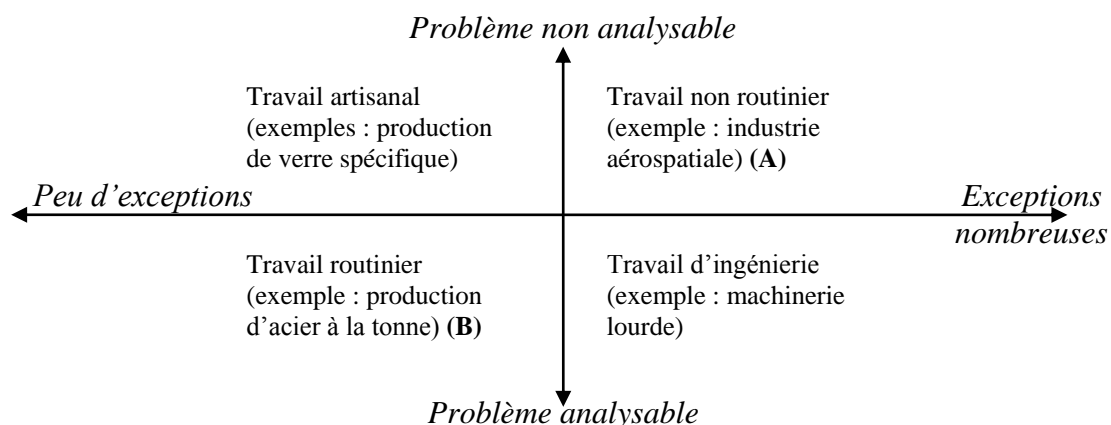 Problème non analysable
Travail artisanal
(exemples : production
de verre spécifique)
Travail non routinier
(exemple : industrie
aérospatiale) (A)
Peu d’exceptions
Exceptions
nombreuses
Travail routinier
(exemple : production
d’acier à la tonne) (B)
Travail d’ingénierie
(exemple : machinerie
lourde)
Problème analysable